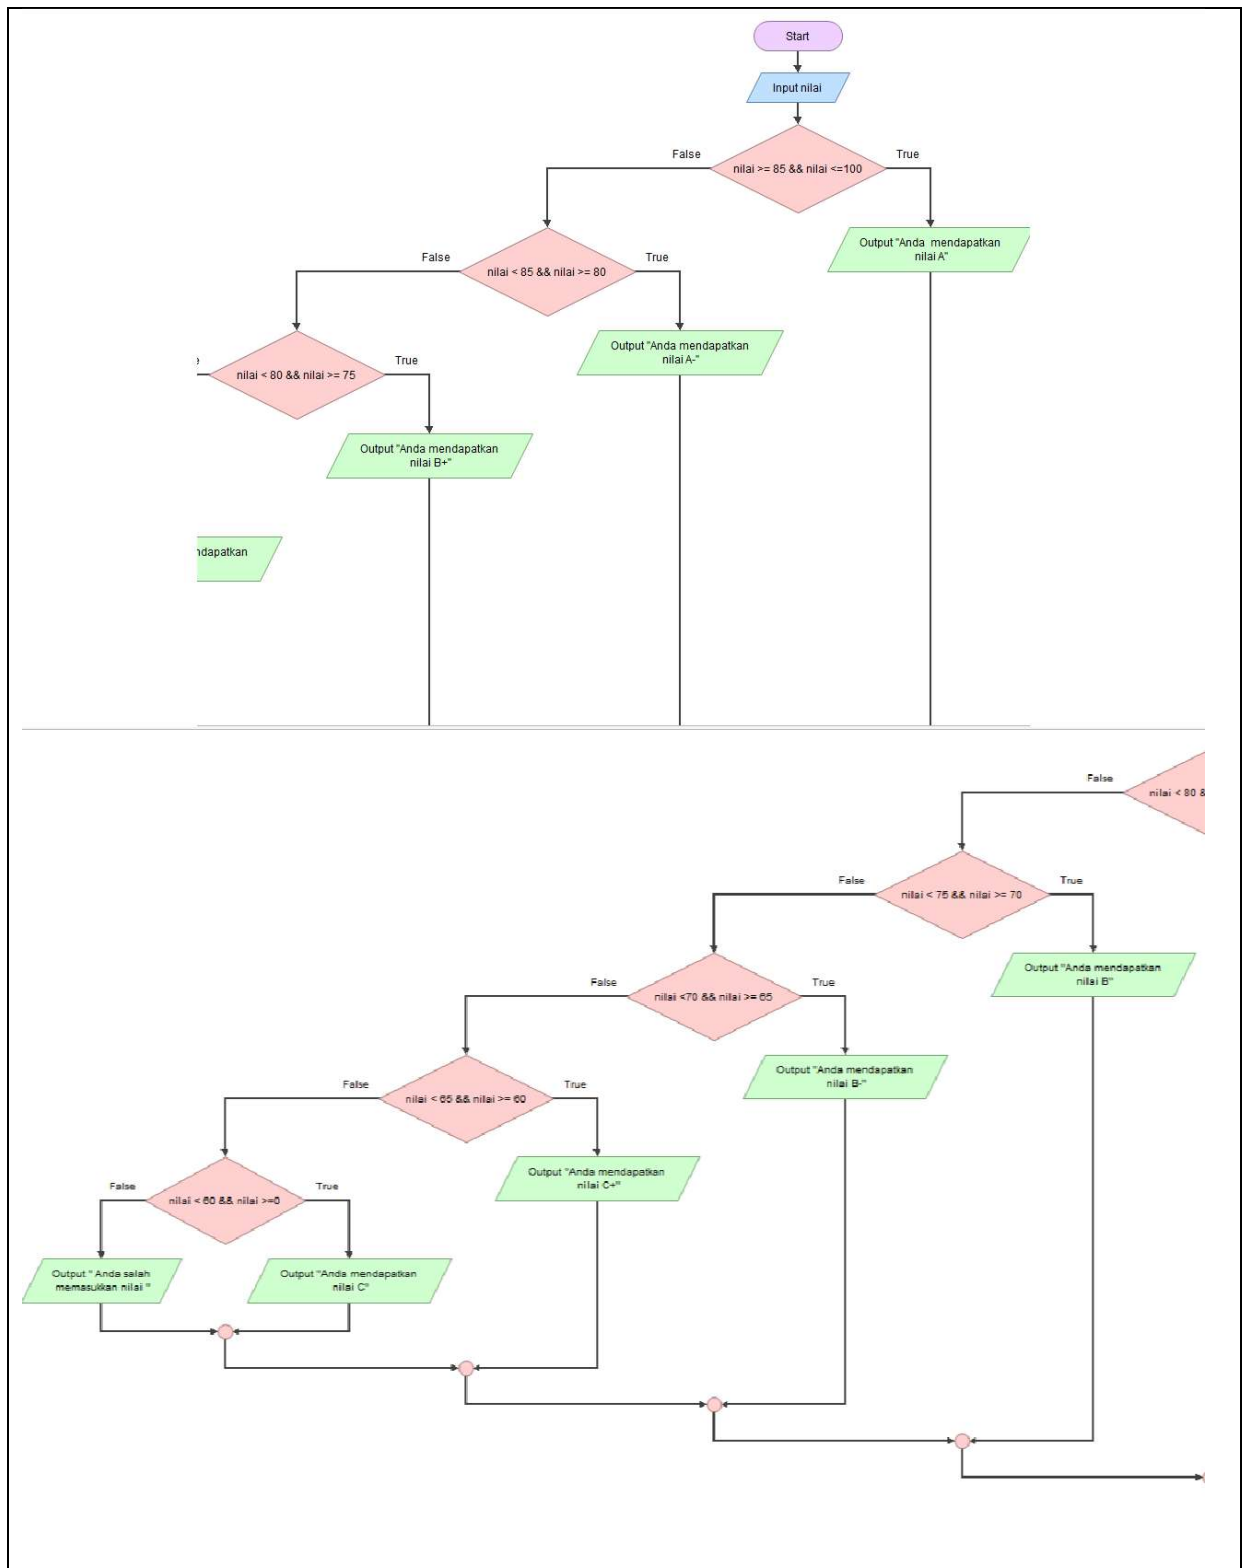 Start
Input nilai
False
True
nilai >= 85 && nilai <=100
Output "Anda mendapatkan
nilai A"
False
True
nilai < 85 && nilai >= 80
Output "Anda mendapatkan
nilai A-"
True
nilai < 80 && nilai >= 75
Output "Anda mendapatkan
nilai B+"
ndapatkan
False
nilai < 80 &
False
True
nilai < 75 && nilai >= 70
Output "Anda mendapatkan
nilai B"
False
True
nilai <70 && nilai >= 65
Output "Anda mendapatkan
nilai B-"
False
True
nilai < 65 && nilai >= 60
Output "Anda mendapatkan
nilai C+"
False
True
nilai < 60 && nilai >=0
Output " Anda salah
memasukkan nilai "
Output "Anda mendapatkan
nilai C"